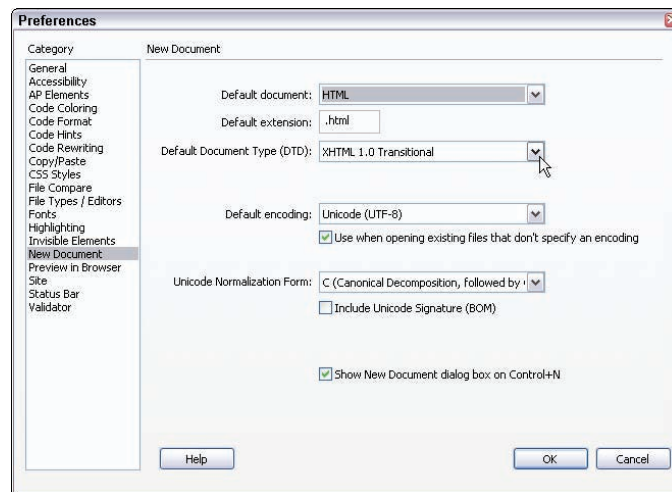 Preferences
Category
General
Accessibility
AP Elements
Code Coloring
Code Format
Code Hints
Code Rewriting
Copy/Paste
CSS Styles
File Compare
File Types / Editors
Fonts
Highlighting
Invisible Elements
New Document
Preview in Browser
Site
Status Bar
Validator
New Document
Default document: HTML
Default extension: .html
Default Document Type (DTD): XHTML 1.0 Transitional
Default encoding: Unicode (UTF-8)
Use when opening existing files that don't specify an encoding
Unicode Normalization Form: C (Canonical Decomposition, followed by
Include Unicode Signature (BOM)
Show New Document dialog box on Control+N
Help
OK
Cancel